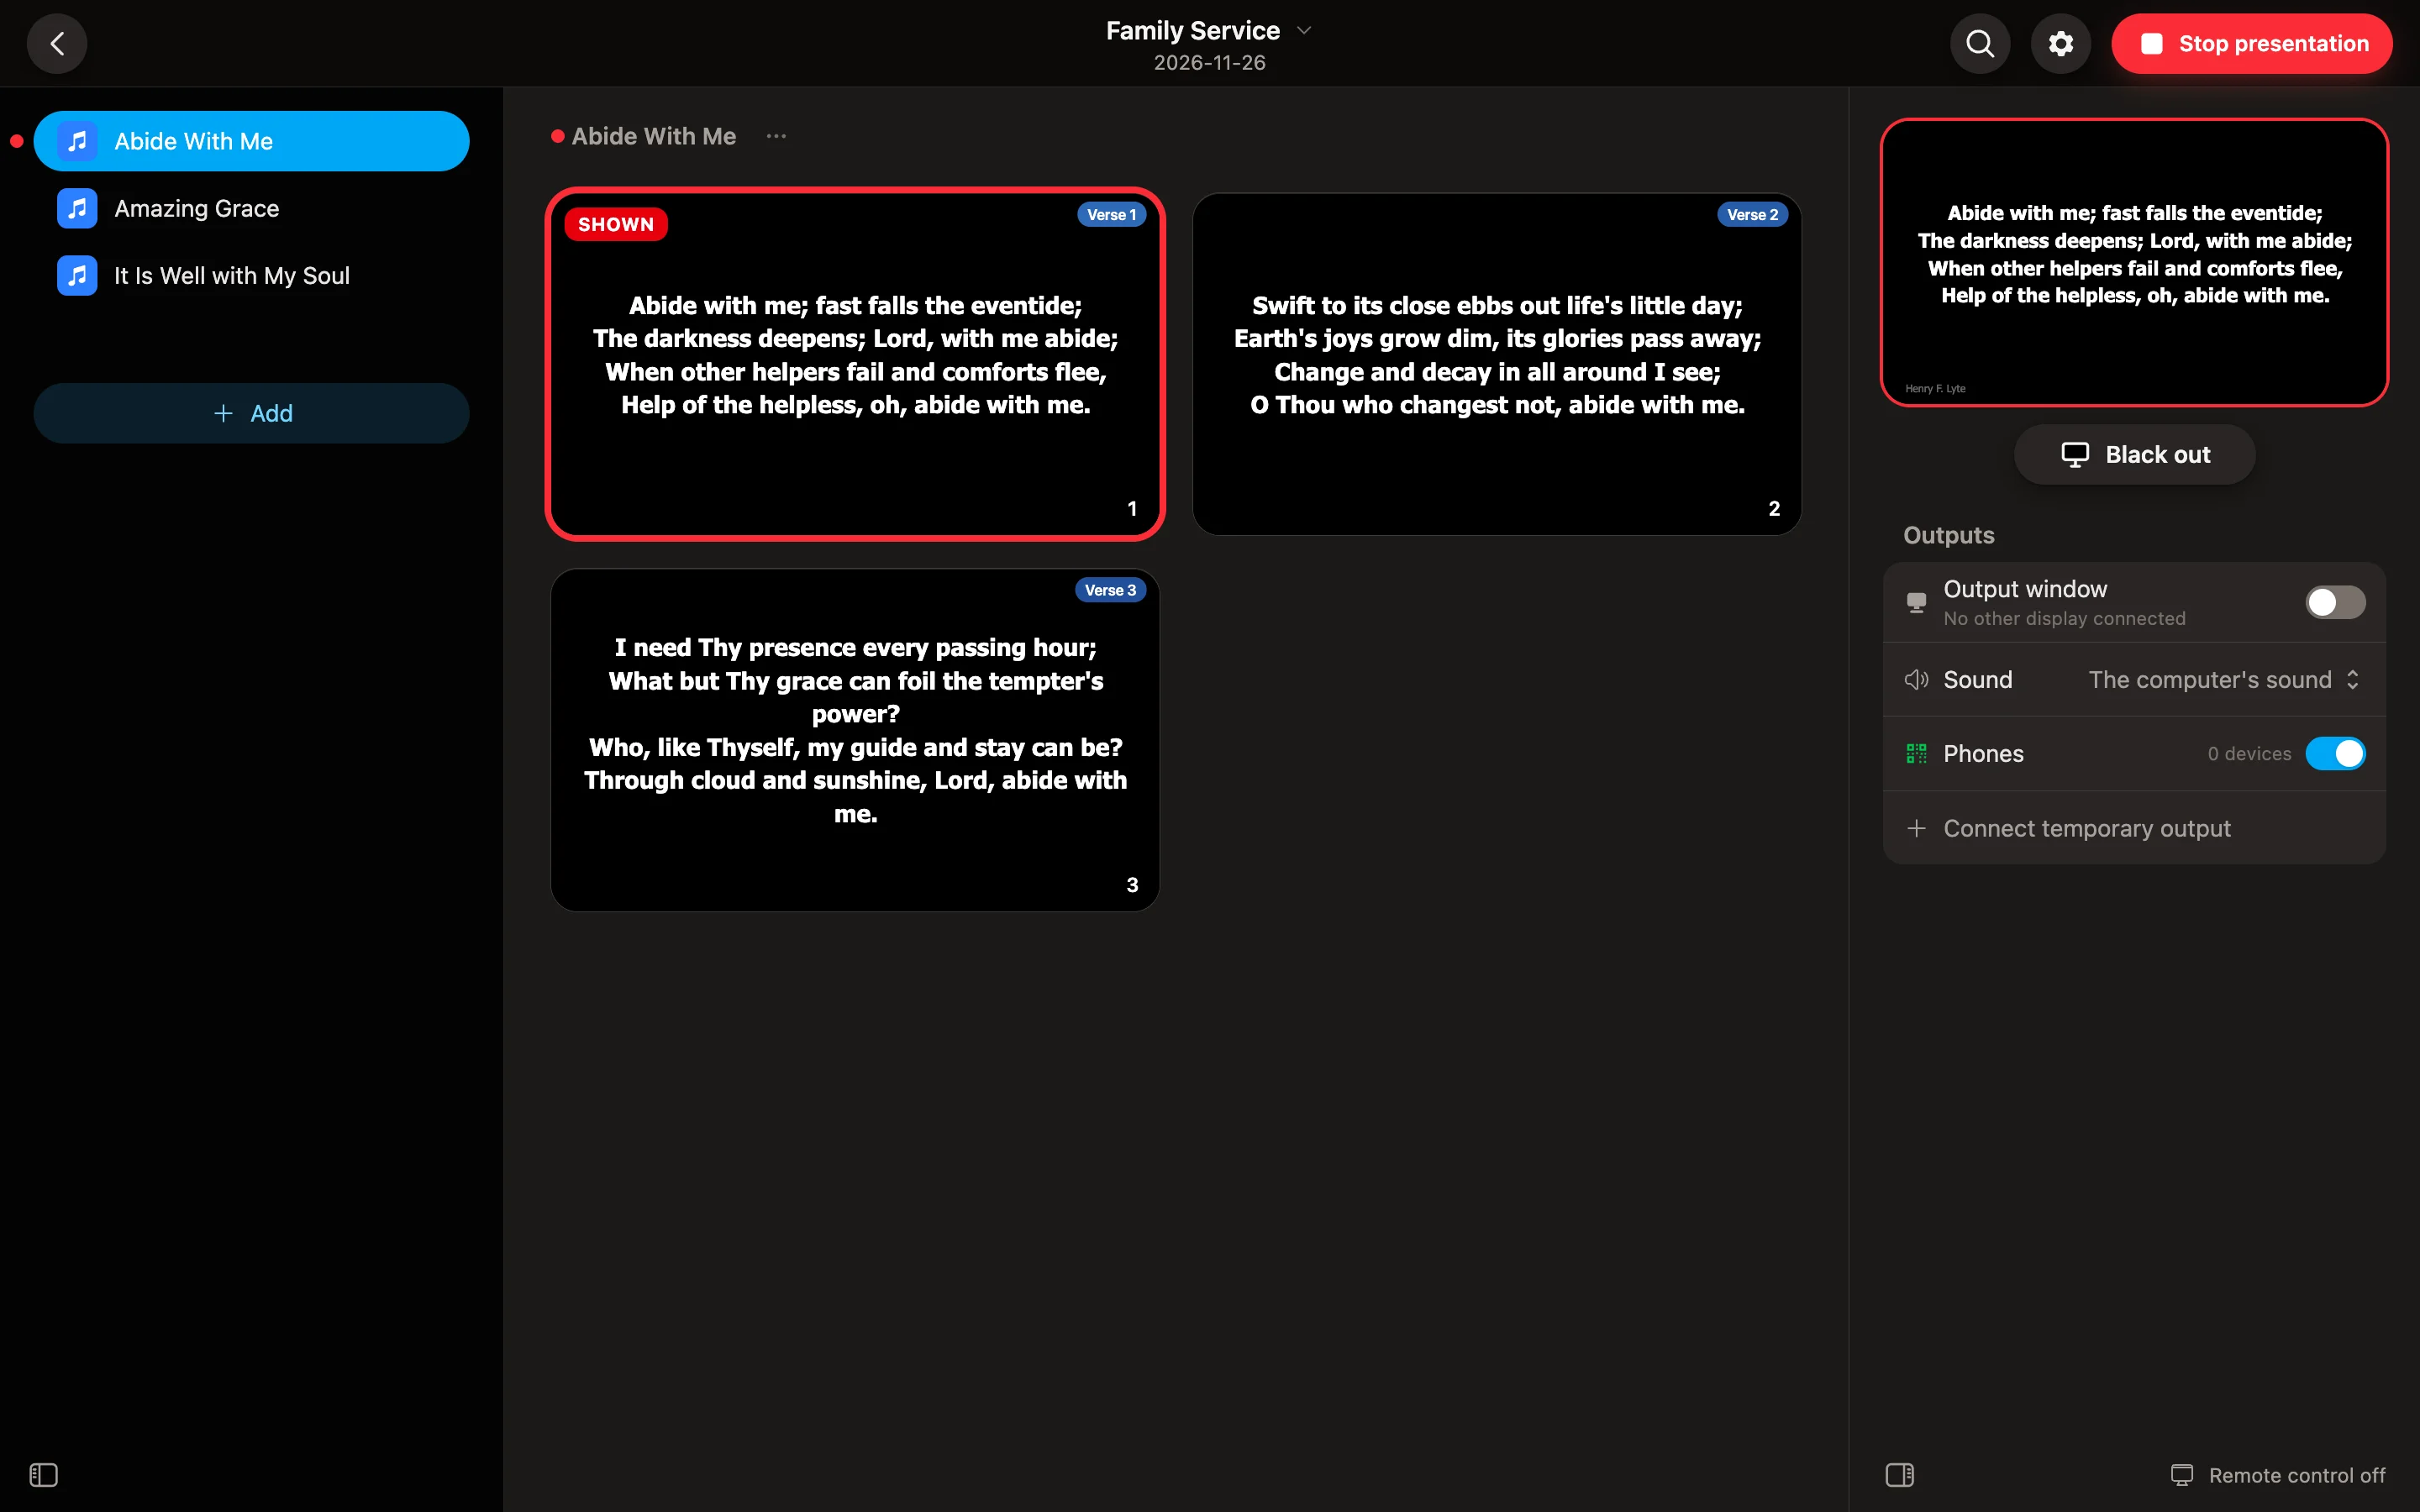 Family Service
2026-11-26
Stop presentation
Abide With Me
Amazing Grace
It Is Well with My Soul
Add
Abide With Me
SHOWN
Verse 1
Abide with me; fast falls the eventide;
The darkness deepens; Lord, with me abide;
When other helpers fail and comforts flee,
Help of the helpless, oh, abide with me.
1
Verse 2
Swift to its close ebbs out life's little day;
Earth's joys grow dim, its glories pass away;
Change and decay in all around I see;
O Thou who changest not, abide with me.
2
Verse 3
I need Thy presence every passing hour;
What but Thy grace can foil the tempter's
power?
Who, like Thyself, my guide and stay can be?
Through cloud and sunshine, Lord, abide with
me.
3
Abide with me; fast falls the eventide;
The darkness deepens; Lord, with me abide;
When other helpers fail and comforts flee,
Help of the helpless, oh, abide with me.
Henry F. Lyte
Black out
Outputs
Output window
No other display connected
Sound The computer's sound
Phones 0 devices
Connect temporary output
Remote control off